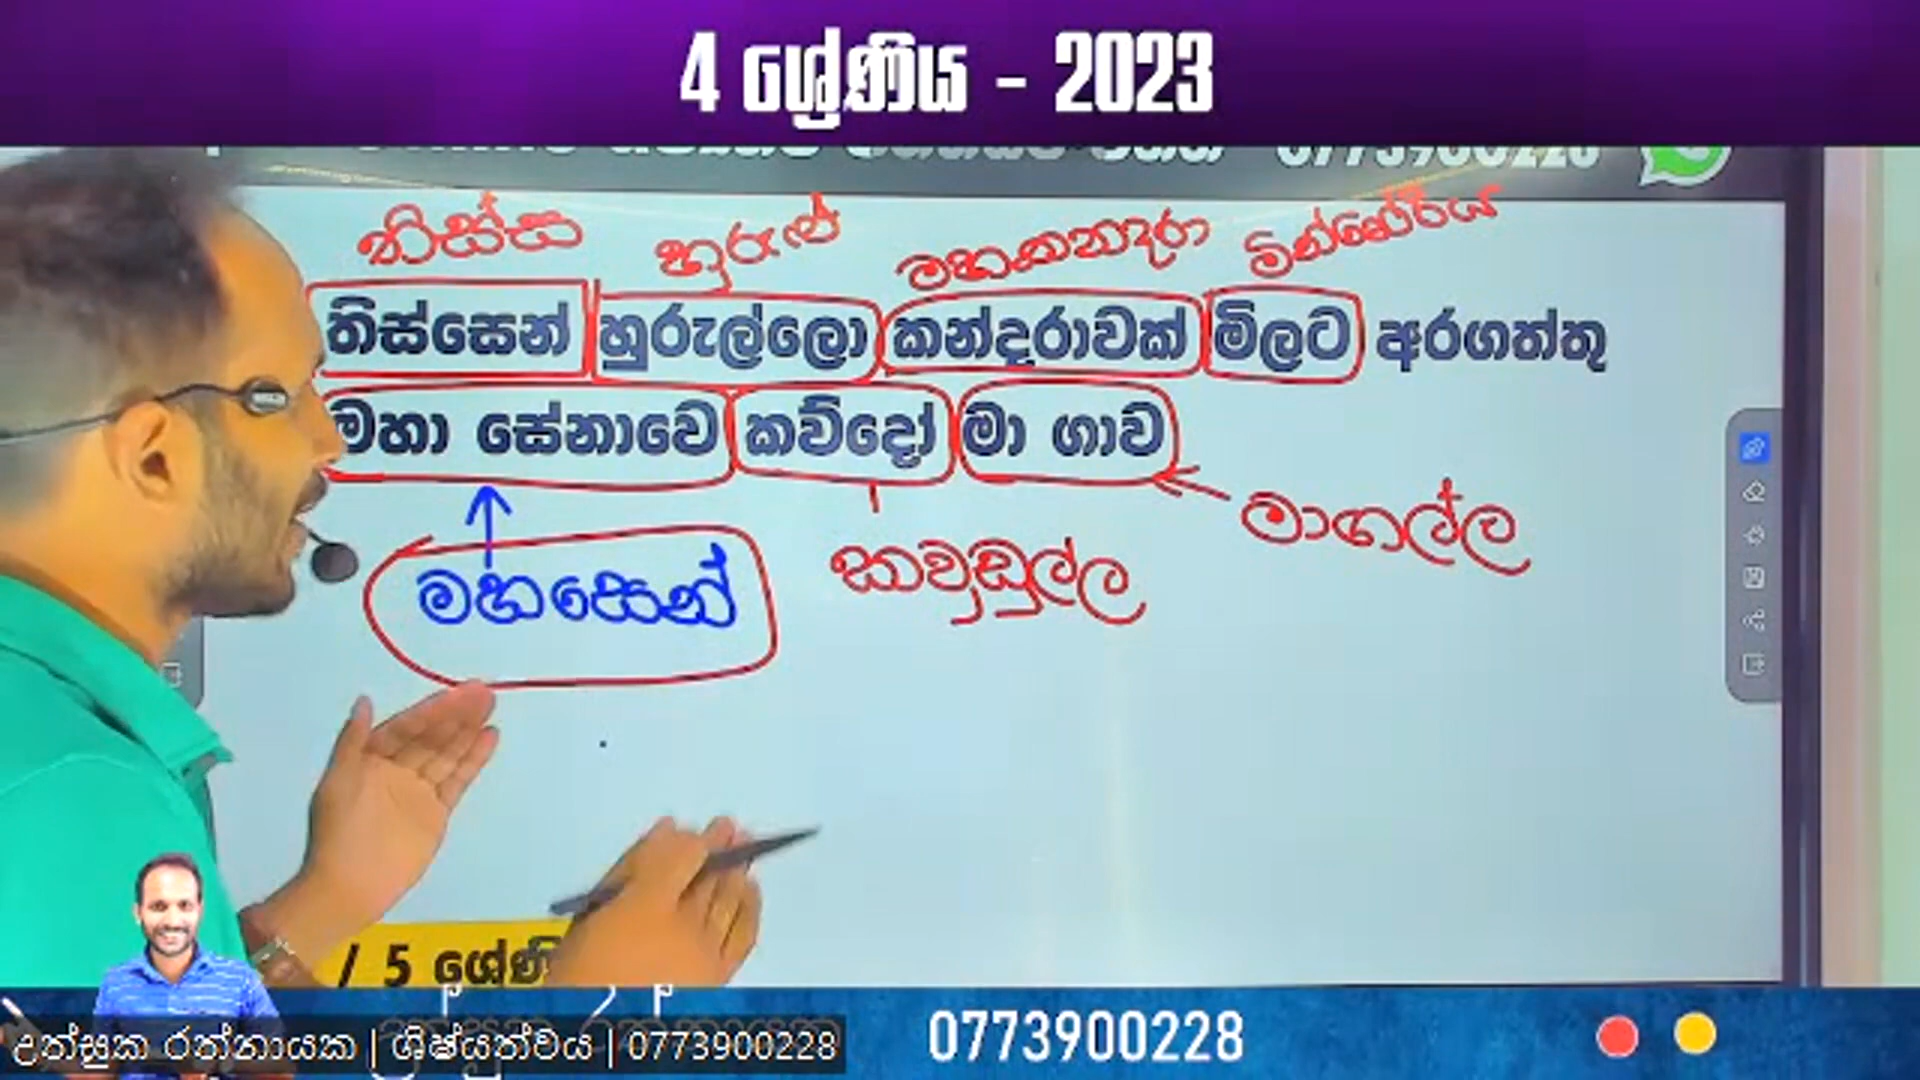 4 ශ්‍රේණිය - 2023
0773900228
තිස්ස හුරුළු මහකනදරා මින්නේරිය
තිස්සෙන් හුරුල්ලො කන්දරාවක් මිලට අරගත්තු
මහා සේනාවෙ කව්දෝ මා ගාව
මාගල්ල
මහසෙන් කවුඩුල්ල
/ 5 ශ්‍රේණි
උත්සුක රත්නායක | ශිෂ්‍යත්වය | 0773900228
0773900228